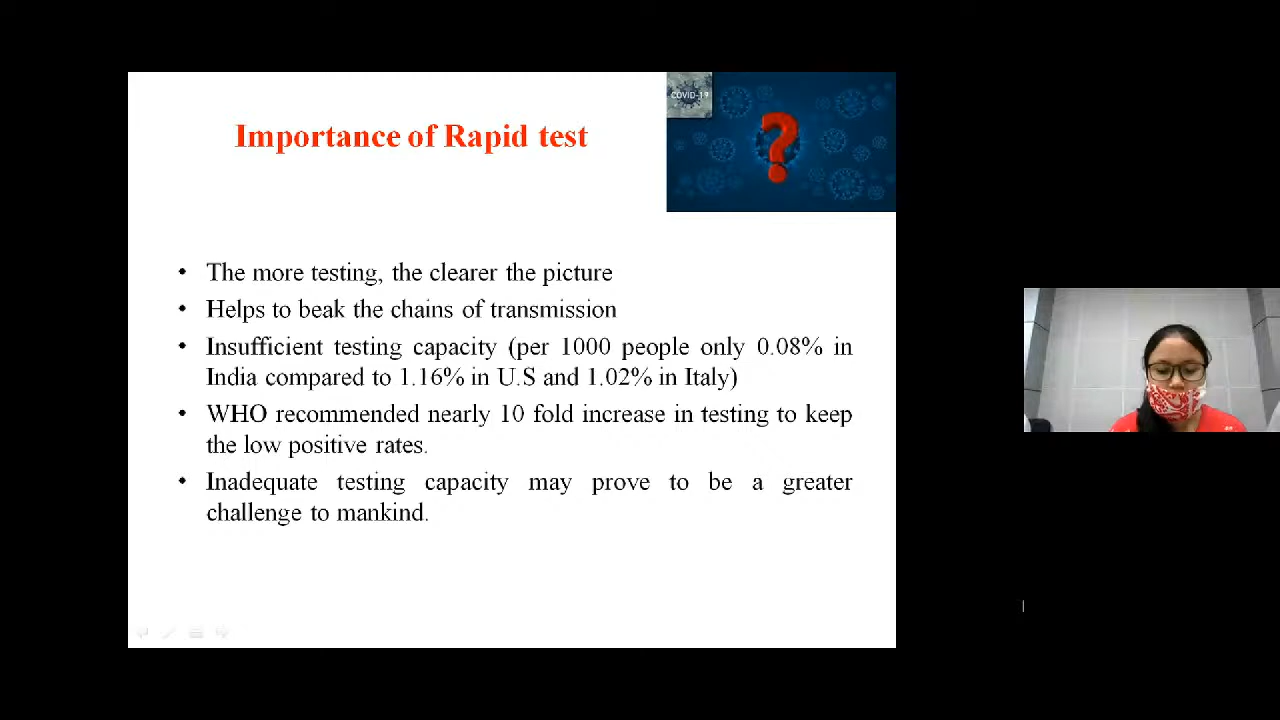 COVID-19
Importance of Rapid test
• The more testing, the clearer the picture
• Helps to beak the chains of transmission
• Insufficient testing capacity (per 1000 people only 0.08% in
India compared to 1.16% in U.S and 1.02% in Italy)
• WHO recommended nearly 10 fold increase in testing to keep
the low positive rates.
• Inadequate testing capacity may prove to be a greater
challenge to mankind.